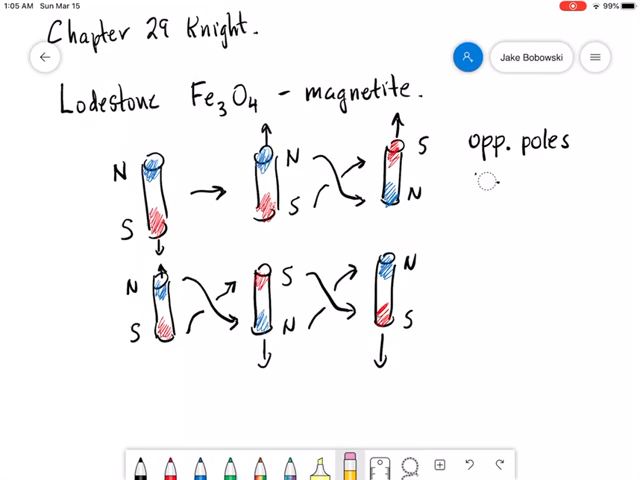 1:05 AM Sun Mar 15 99%
Chapter 29 Knight.
Jake Bobowski
Lodestone Fe3O4 - magnetite.
N N S opp. poles
S S N
N S N
S N S